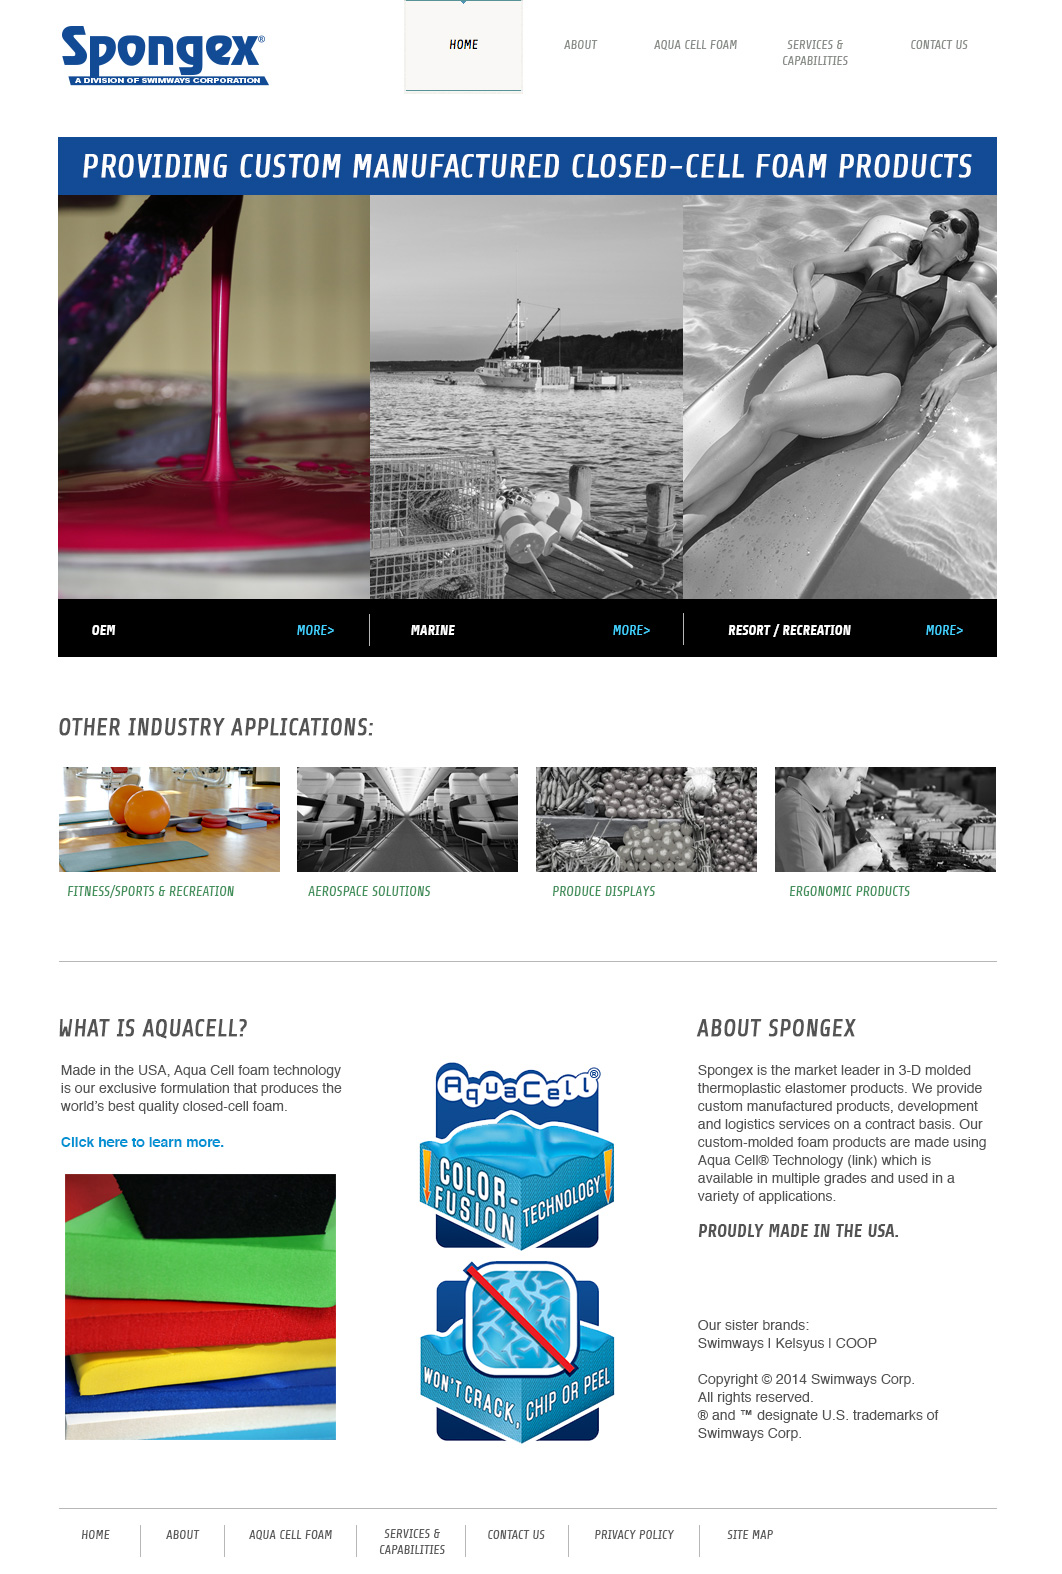 Spongex®
A DIVISION OF SWIMWAYS CORPORATION
HOME
ABOUT
AQUA CELL FOAM
SERVICES &
CAPABILITIES
CONTACT US
PROVIDING CUSTOM MANUFACTURED CLOSED-CELL FOAM PRODUCTS
OEM MORE>
MARINE MORE>
RESORT / RECREATION MORE>
OTHER INDUSTRY APPLICATIONS:
FITNESS/SPORTS & RECREATION
AEROSPACE SOLUTIONS
PRODUCE DISPLAYS
ERGONOMIC PRODUCTS
WHAT IS AQUACELL?
Made in the USA, Aqua Cell foam technology
is our exclusive formulation that produces the
world's best quality closed-cell foam.
Click here to learn more.
AquaCell®
COLOR-
FUSION
TECHNOLOGY™
WON'T CRACK,
CHIP OR PEEL
ABOUT SPONGEX
Spongex is the market leader in 3-D molded
thermoplastic elastomer products. We provide
custom manufactured products, development
and logistics services on a contract basis. Our
custom-molded foam products are made using
Aqua Cell® Technology (link) which is
available in multiple grades and used in a
variety of applications.
PROUDLY MADE IN THE USA.
Our sister brands:
Swimways | Kelsyus | COOP
Copyright © 2014 Swimways Corp.
All rights reserved.
® and ™ designate U.S. trademarks of
Swimways Corp.
HOME
ABOUT
AQUA CELL FOAM
SERVICES &
CAPABILITIES
CONTACT US
PRIVACY POLICY
SITE MAP